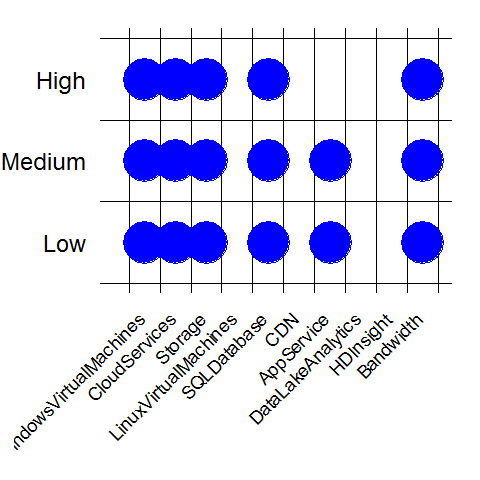 High
Medium
Low
ndowsVirtualMachines
CloudServices
Storage
LinuxVirtualMachines
SQLDatabase
CDN
AppService
DataLakeAnalytics
HDInsight
Bandwidth